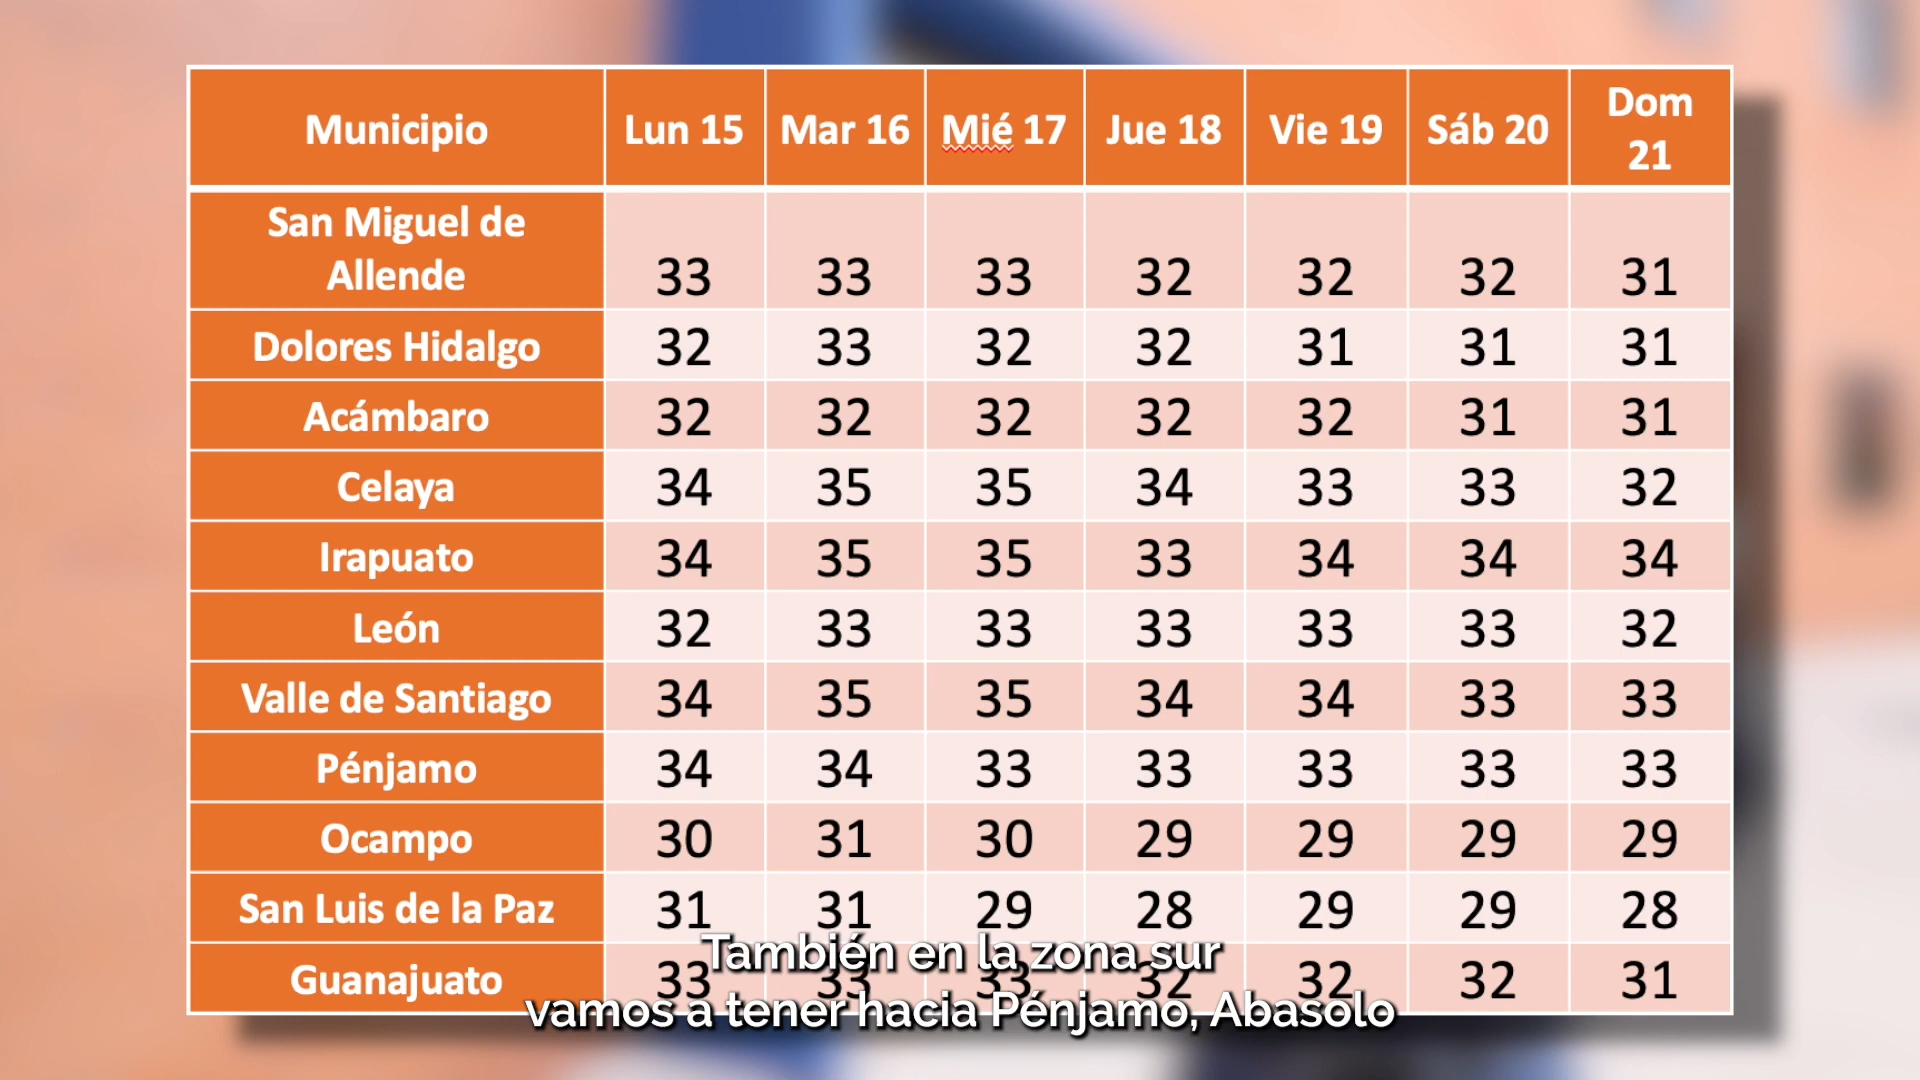 Municipio Lun 15 Mar 16 Mié 17 Jue 18 Vie 19 Sáb 20 Dom 21
San Miguel de Allende 33 33 33 32 32 32 31
Dolores Hidalgo 32 33 32 32 31 31 31
Acámbaro 32 32 32 32 32 31 31
Celaya 34 35 35 34 33 33 32
Irapuato 34 35 35 33 34 34 34
León 32 33 33 33 33 33 32
Valle de Santiago 34 35 35 34 34 33 33
Pénjamo 34 34 33 33 33 33 33
Ocampo 30 31 30 29 29 29 29
San Luis de la Paz 31 31 29 28 29 29 28
Guanajuato 33 33 33 32 32 32 31
También en la zona sur
vamos a tener hacia Pénjamo, Abasolo